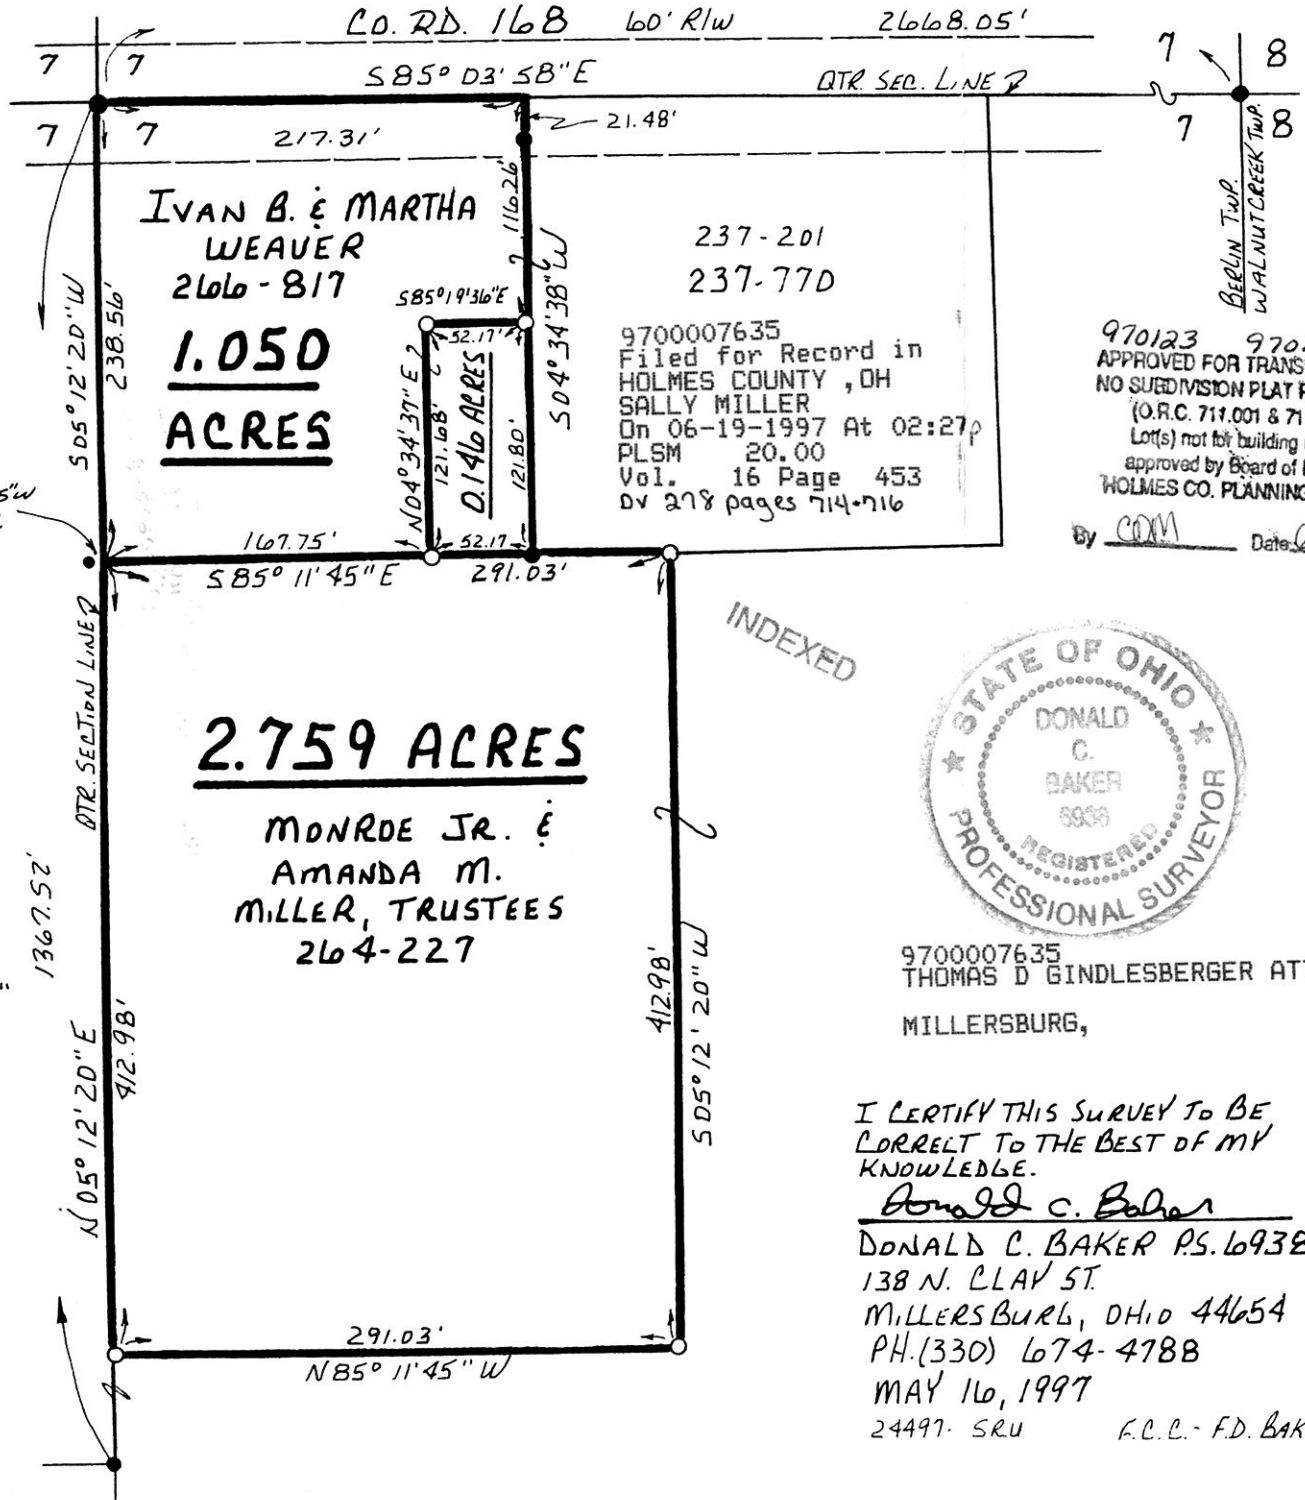 CO. RD. 168 60' R/W 2668.05'
7 7
S85° 03' 58"E
QTR. SEC. LINE
7 8
7 7
217.31'
21.48'
7 8
BERLIN TWP.
WALNUTCREEK TWP.
IVAN B. & MARTHA
WEAVER
266-817
1.050
ACRES
116.26'
S04° 34' 38" W
S05° 12' 20" W
238.56'
S85° 19' 36"E
52.17'
N04° 34' 37" E
121.68'
0.146 ACRES
121.80'
237-201
237-770
9700007635
Filed for Record in
HOLMES COUNTY , OH
SALLY MILLER
On 06-19-1997 At 02:27p
PLSM 20.00
Vol. 16 Page 453
DV 278 pages 714-716
970123 970
APPROVED FOR TRANS
NO SUBDIVISION PLAT
(O.R.C. 711.001 & 71
Lot(s) not for building
approved by Board of
HOLMES CO. PLANNING
By COM Date
5"W
167.75'
52.17
S85° 11' 45" E
291.03'
QTR. SECTION LINE
INDEXED
2.759 ACRES
MONROE JR. &
AMANDA M.
MILLER, TRUSTEES
264-227
1367.52'
N05° 12' 20" E
412.98'
412.98'
S05° 12' 20" W
291.03'
N85° 11' 45" W
STATE OF OHIO
DONALD
C.
BAKER
6938
REGISTERED
PROFESSIONAL SURVEYOR
9700007635
THOMAS D GINDLESBERGER AT
MILLERSBURG,
I CERTIFY THIS SURVEY TO BE
CORRECT TO THE BEST OF MY
KNOWLEDGE.
Donald C. Baker
DONALD C. BAKER P.S. 6938
138 N. CLAY ST.
MILLERSBURG, OHIO 44654
PH.(330) 674-4788
MAY 16, 1997
24497- SRU F.C.C.- F.D. BAK